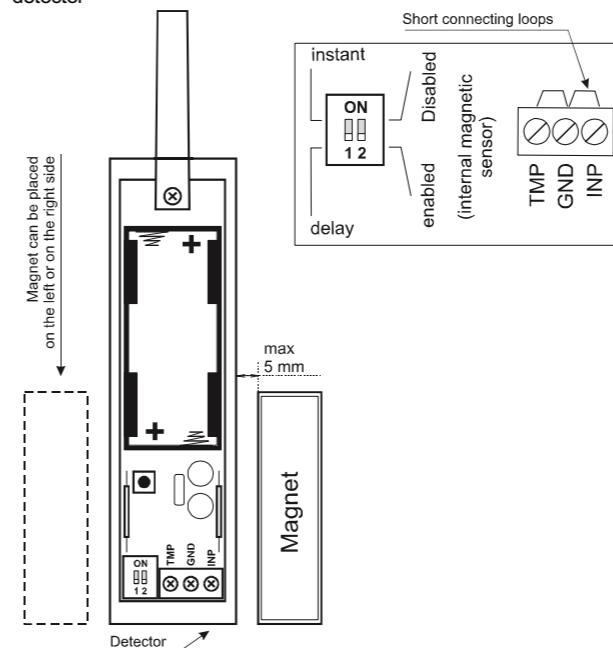 detector
Short connecting loops
instant
Disabled
ON
1 2
enabled
(internal magnetic
sensor)
delay
TMP
GND
INP
Magnet can be placed
on the left or on the right side
+
max
5 mm
+
Magnet
TMP
GND
INP
ON
1 2
Detector